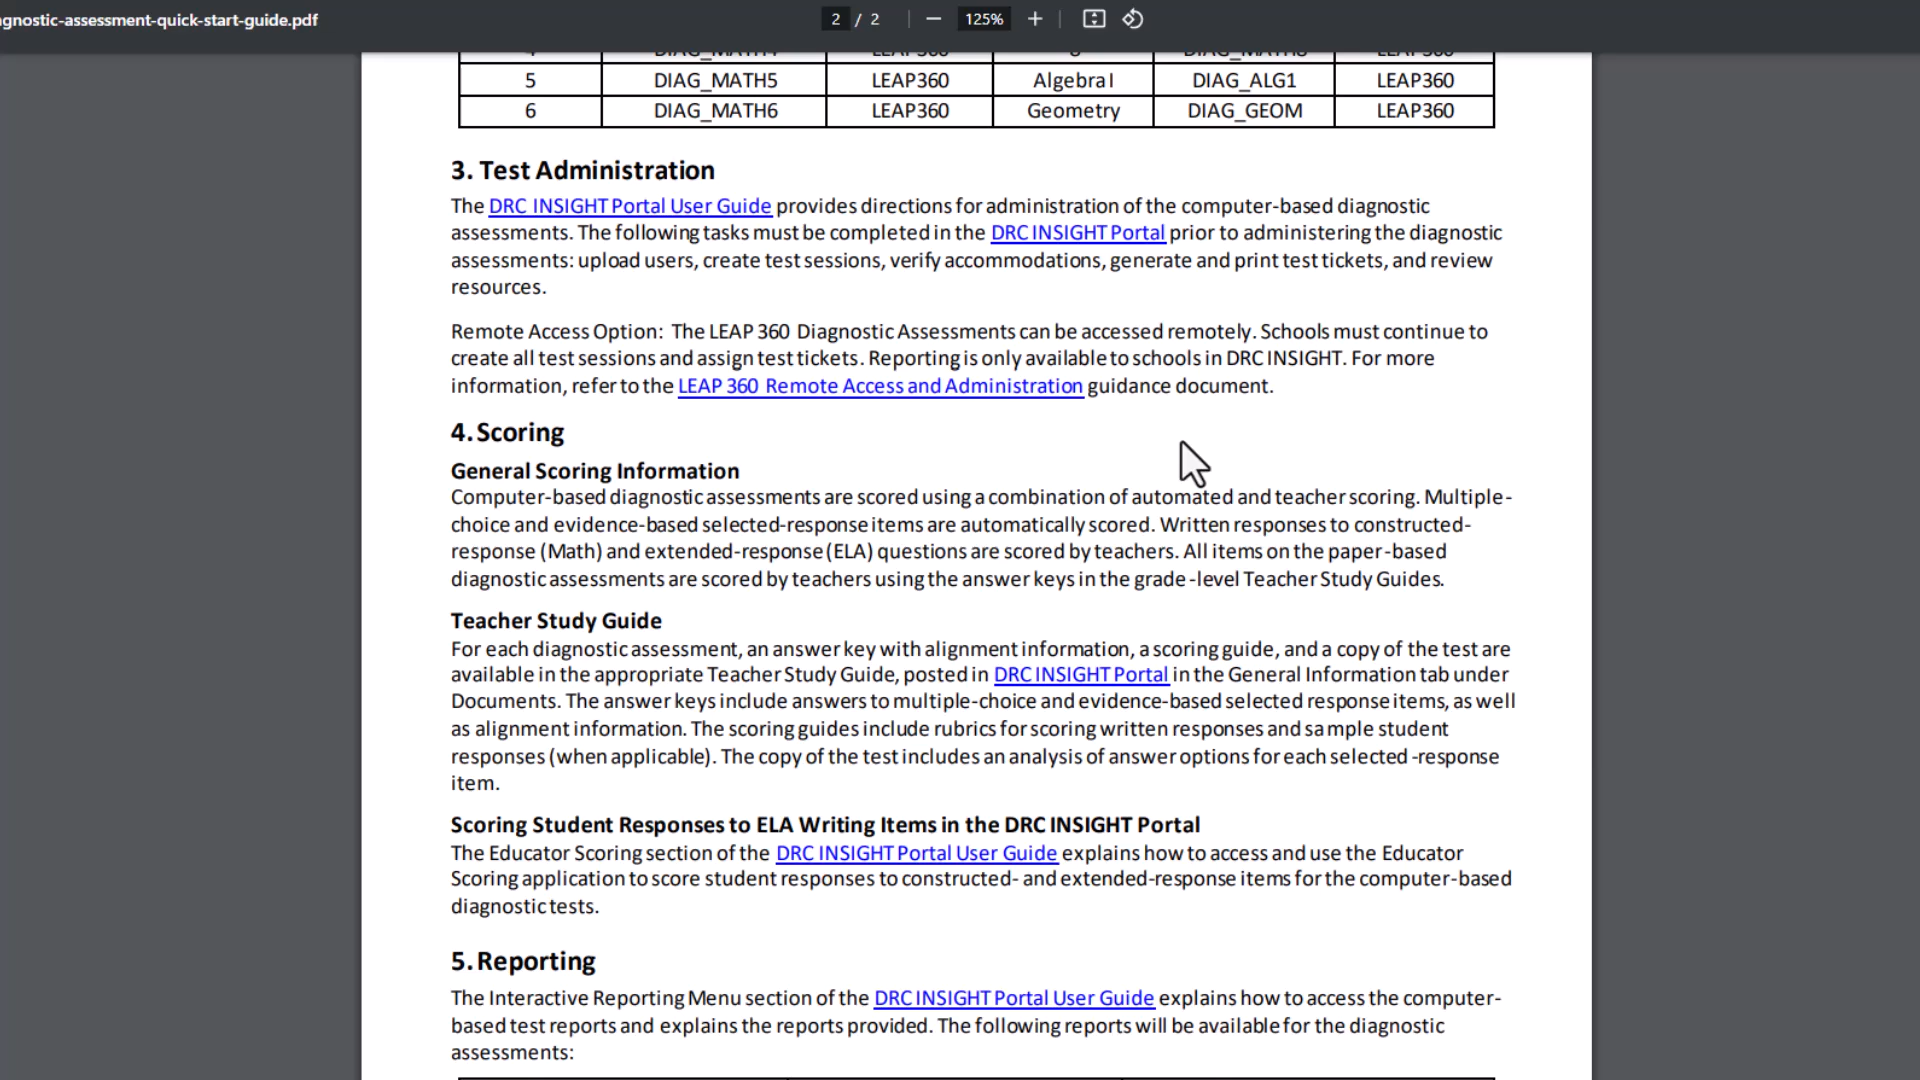 gnostic-assessment-quick-start-guide.pdf
2 / 2
125%
5 DIAG_MATH5 LEAP360 Algebra I DIAG_ALG1 LEAP360
6 DIAG_MATH6 LEAP360 Geometry DIAG_GEOM LEAP360
3. Test Administration
The DRC INSIGHT Portal User Guide provides directions for administration of the computer-based diagnostic
assessments. The following tasks must be completed in the DRC INSIGHT Portal prior to administering the diagnostic
assessments: upload users, create test sessions, verify accommodations, generate and print test tickets, and review
resources.
Remote Access Option: The LEAP 360 Diagnostic Assessments can be accessed remotely. Schools must continue to
create all test sessions and assign test tickets. Reporting is only available to schools in DRC INSIGHT. For more
information, refer to the LEAP 360 Remote Access and Administration guidance document.
4. Scoring
General Scoring Information
Computer-based diagnostic assessments are scored using a combination of automated and teacher scoring. Multiple-
choice and evidence-based selected-response items are automatically scored. Written responses to constructed-
response (Math) and extended-response (ELA) questions are scored by teachers. All items on the paper-based
diagnostic assessments are scored by teachers using the answer keys in the grade-level Teacher Study Guides.
Teacher Study Guide
For each diagnostic assessment, an answer key with alignment information, a scoring guide, and a copy of the test are
available in the appropriate Teacher Study Guide, posted in DRC INSIGHT Portal in the General Information tab under
Documents. The answer keys include answers to multiple-choice and evidence-based selected response items, as well
as alignment information. The scoring guides include rubrics for scoring written responses and sample student
responses (when applicable). The copy of the test includes an analysis of answer options for each selected-response
item.
Scoring Student Responses to ELA Writing Items in the DRC INSIGHT Portal
The Educator Scoring section of the DRC INSIGHT Portal User Guide explains how to access and use the Educator
Scoring application to score student responses to constructed- and extended-response items for the computer-based
diagnostic tests.
5. Reporting
The Interactive Reporting Menu section of the DRC INSIGHT Portal User Guide explains how to access the computer-
based test reports and explains the reports provided. The following reports will be available for the diagnostic
assessments: